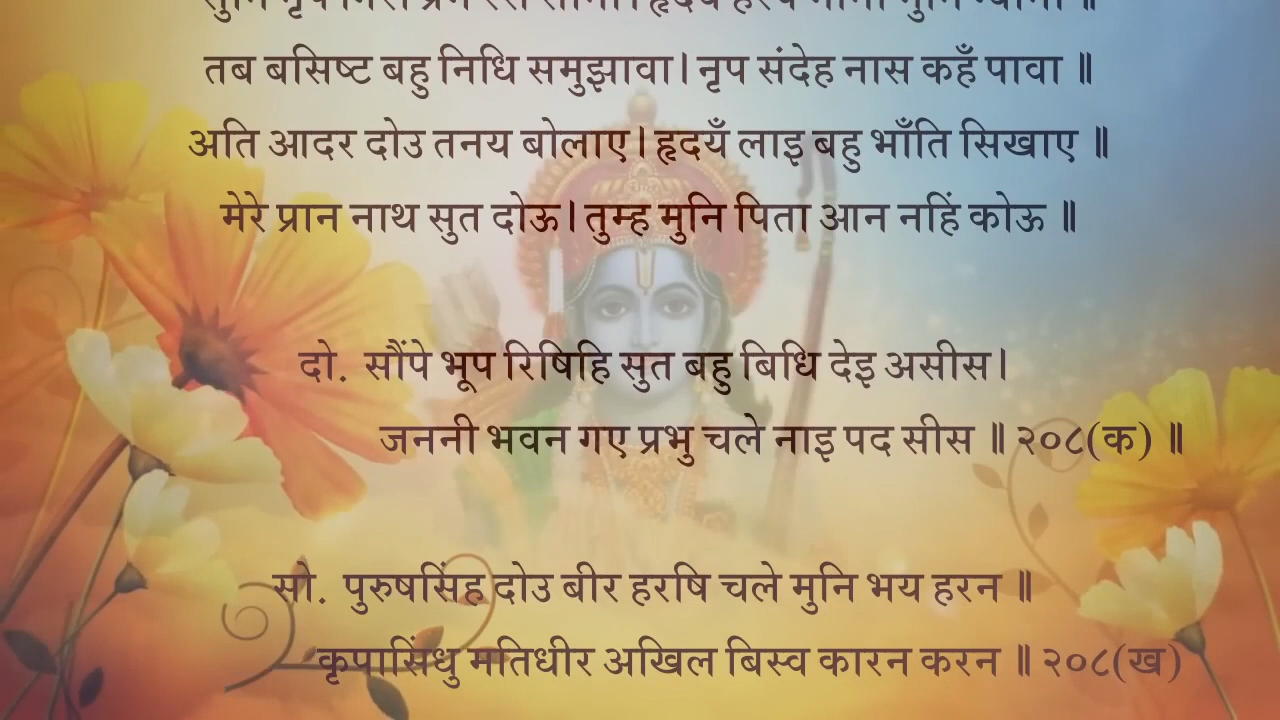 तब बसिष्ट बहु निधि समुझावा। नृप संदेह नास कहँ पावा ॥
अति आदर दोउ तनय बोलाए। हृदयँ लाइ बहु भाँति सिखाए ॥
मेरे प्रान नाथ सुत दोऊ। तुम्ह मुनि पिता आन नहिं कोऊ ॥
दो. सौंपे भूप रिषिहि सुत बहु बिधि देइ असीस।
जननी भवन गए प्रभु चले नाइ पद सीस ॥ २०८(क) ॥
सो. पुरुषसिंह दोउ बीर हरषि चले मुनि भय हरन ॥
कृपासिंधु मतिधीर अखिल बिस्व कारन करन ॥ २०८(ख)